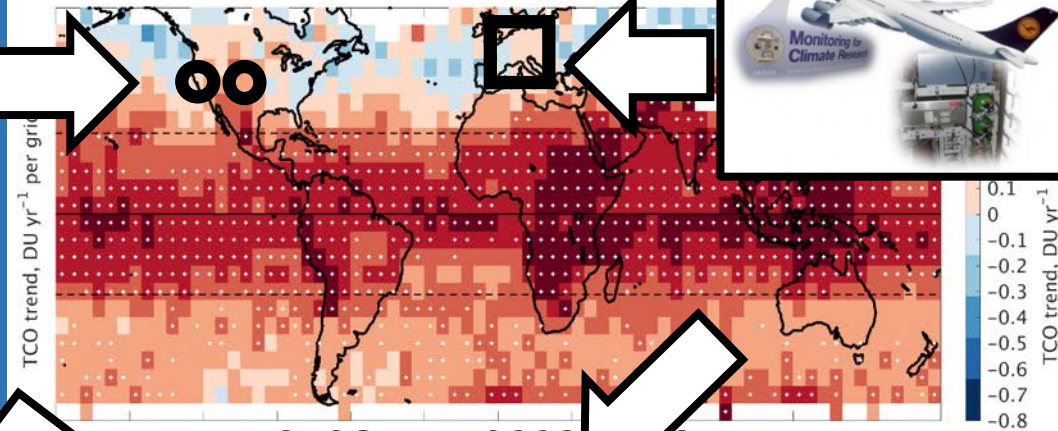 Monitoring for
Climate Research
TCO trend, DU yr⁻¹ per grid
0.1
0
−0.1
−0.2
−0.3
−0.4
−0.5
−0.6
−0.7
−0.8
TCO trend, DU yr⁻¹